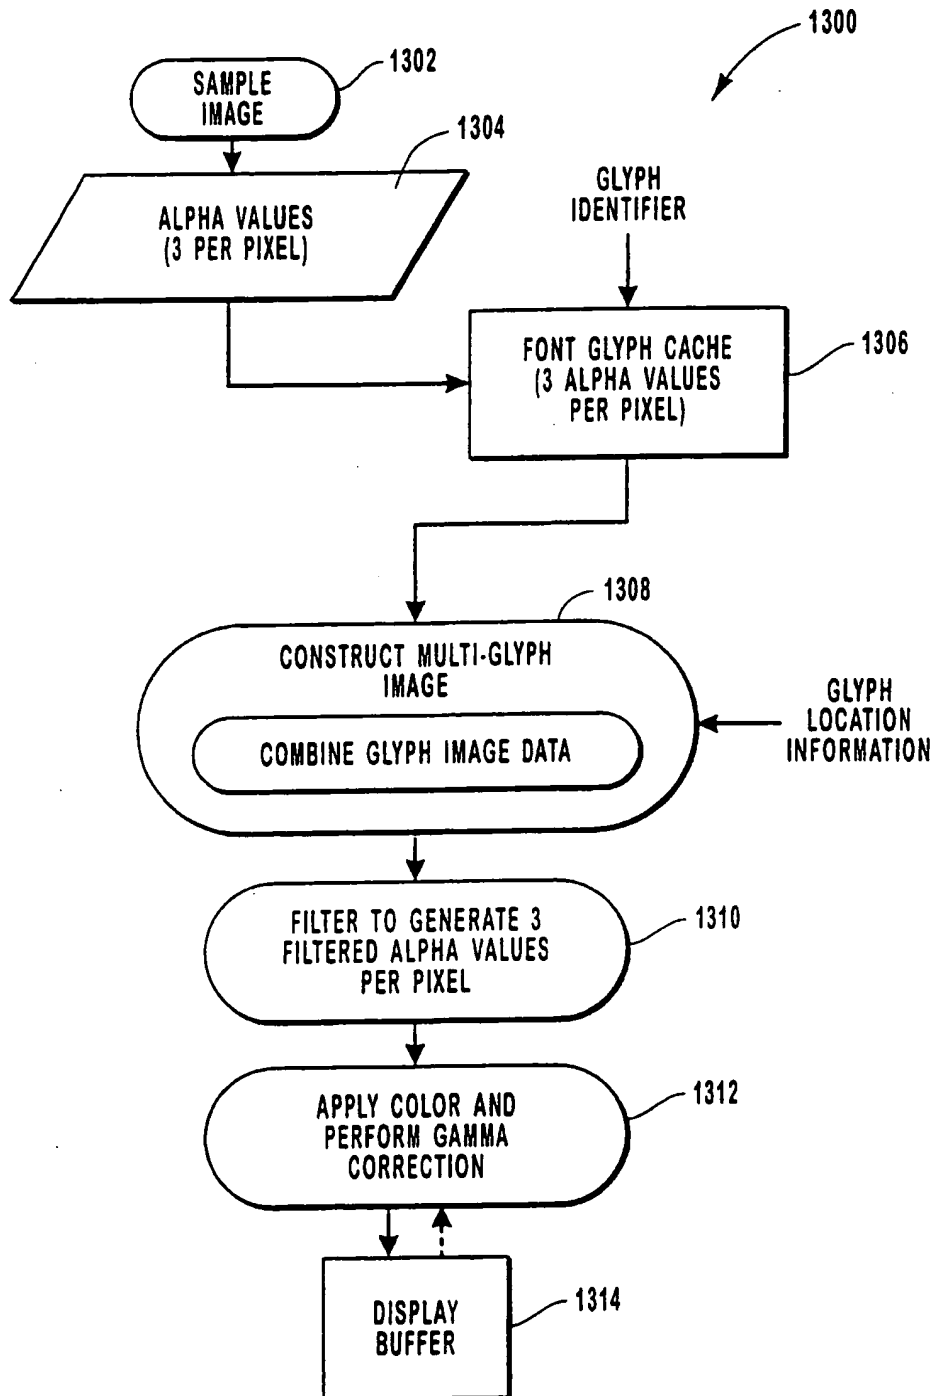 1300
SAMPLE
IMAGE
1302
1304
ALPHA VALUES
(3 PER PIXEL)
GLYPH
IDENTIFIER
FONT GLYPH CACHE
(3 ALPHA VALUES
PER PIXEL)
1306
1308
CONSTRUCT MULTI-GLYPH
IMAGE
COMBINE GLYPH IMAGE DATA
GLYPH
LOCATION
INFORMATION
FILTER TO GENERATE 3
FILTERED ALPHA VALUES
PER PIXEL
1310
APPLY COLOR AND
PERFORM GAMMA
CORRECTION
1312
DISPLAY
BUFFER
1314